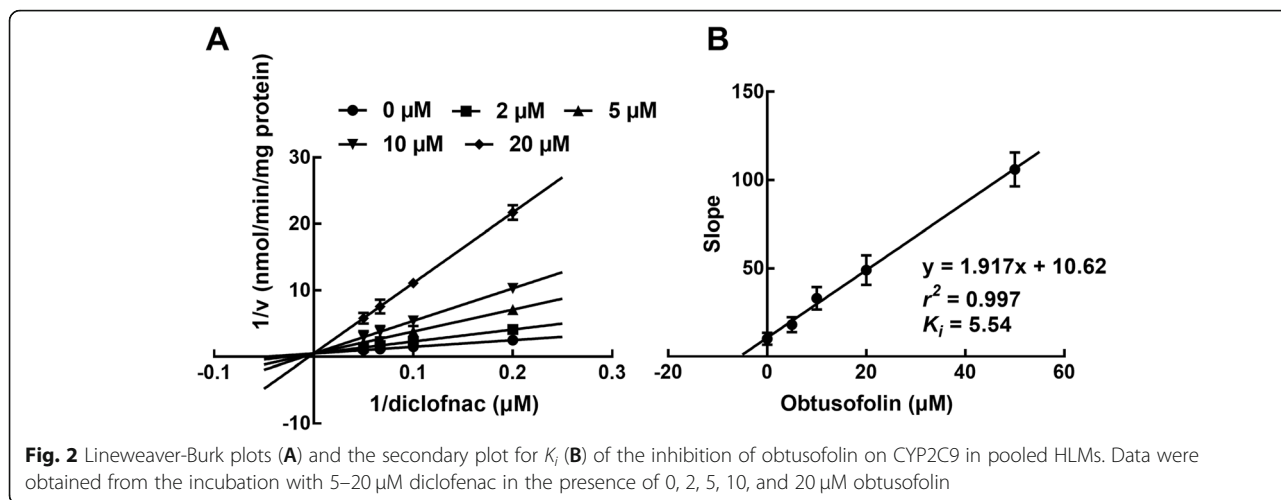 A
B
1/v (nmol/min/mg protein)
0 µM 2 µM 5 µM
10 µM 20 µM
30
20
10
-10
-0.1 0.1 0.2 0.3
1/diclofnac (µM)
150
100
50
Slope
y = 1.917x + 10.62
r² = 0.997
Kᵢ = 5.54
-20 0 20 40 60
Obtusofolin (µM)
Fig. 2 Lineweaver-Burk plots (A) and the secondary plot for Kᵢ (B) of the inhibition of obtusofolin on CYP2C9 in pooled HLMs. Data were
obtained from the incubation with 5–20 µM diclofenac in the presence of 0, 2, 5, 10, and 20 µM obtusofolin